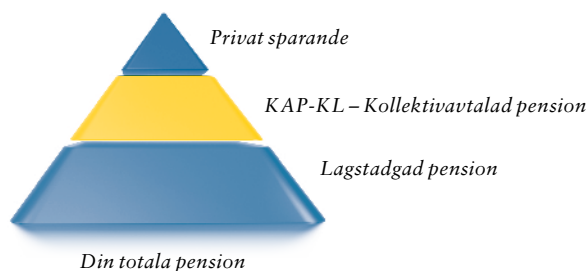 Privat sparande
KAP-KL – Kollektivavtalad pension
Lagstadgad pension
Din totala pension